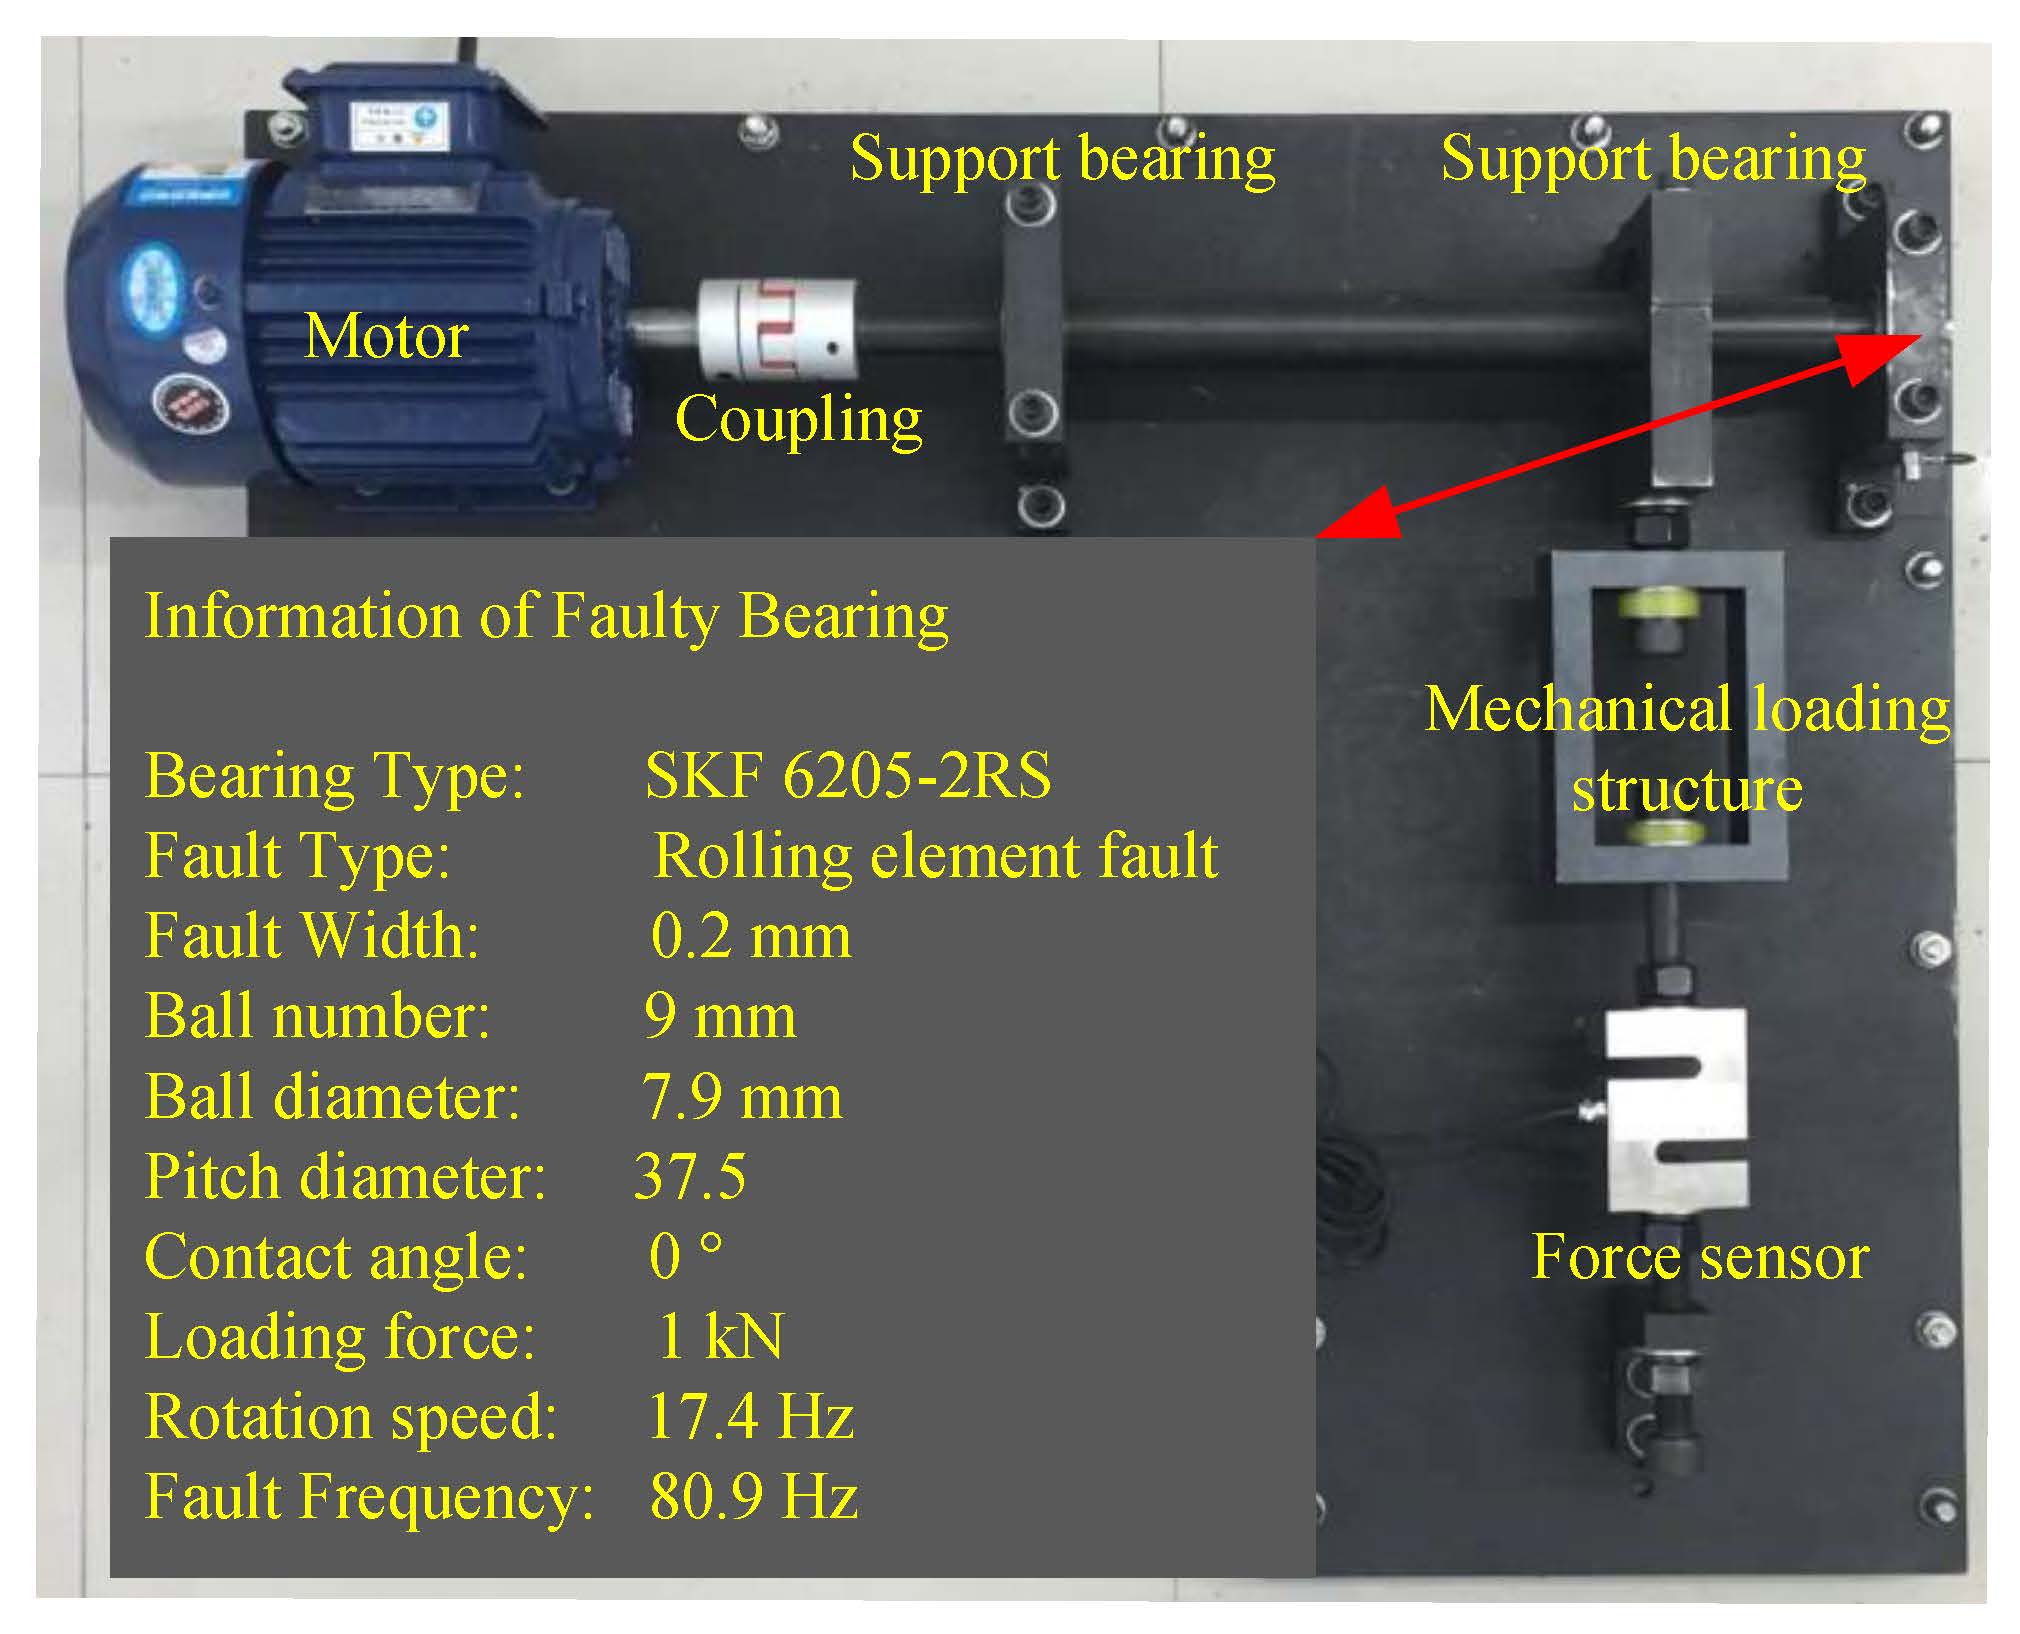 Support bearing
Support bearing
Motor
Coupling
Information of Faulty Bearing
Bearing Type: SKF 6205-2RS
Fault Type: Rolling element fault
Fault Width: 0.2 mm
Ball number: 9 mm
Ball diameter: 7.9 mm
Pitch diameter: 37.5
Contact angle: 0 °
Loading force: 1 kN
Rotation speed: 17.4 Hz
Fault Frequency: 80.9 Hz
Mechanical loading
structure
Force sensor